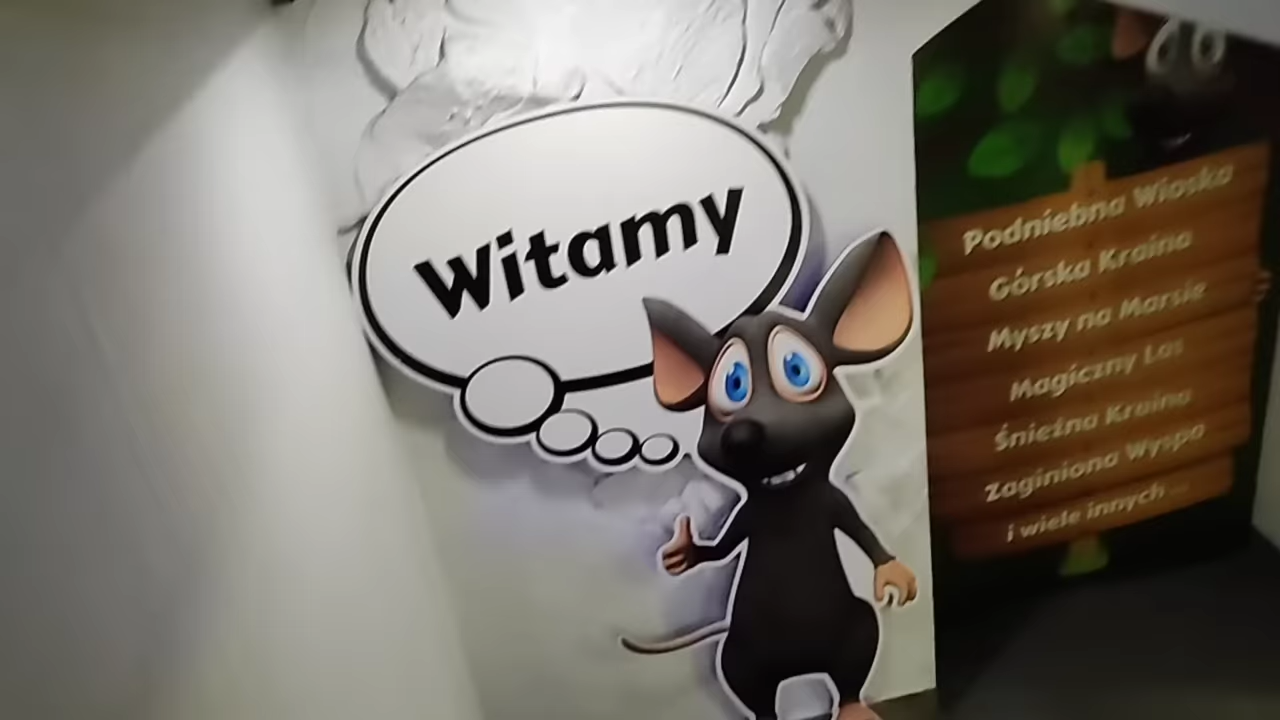 Witamy
Podniebna Wioska
Górska Kraina
Myszy na Marsie
Magiczny Las
Śnieżna Kraina
Zaginiona Wyspa
i wiele innych ...